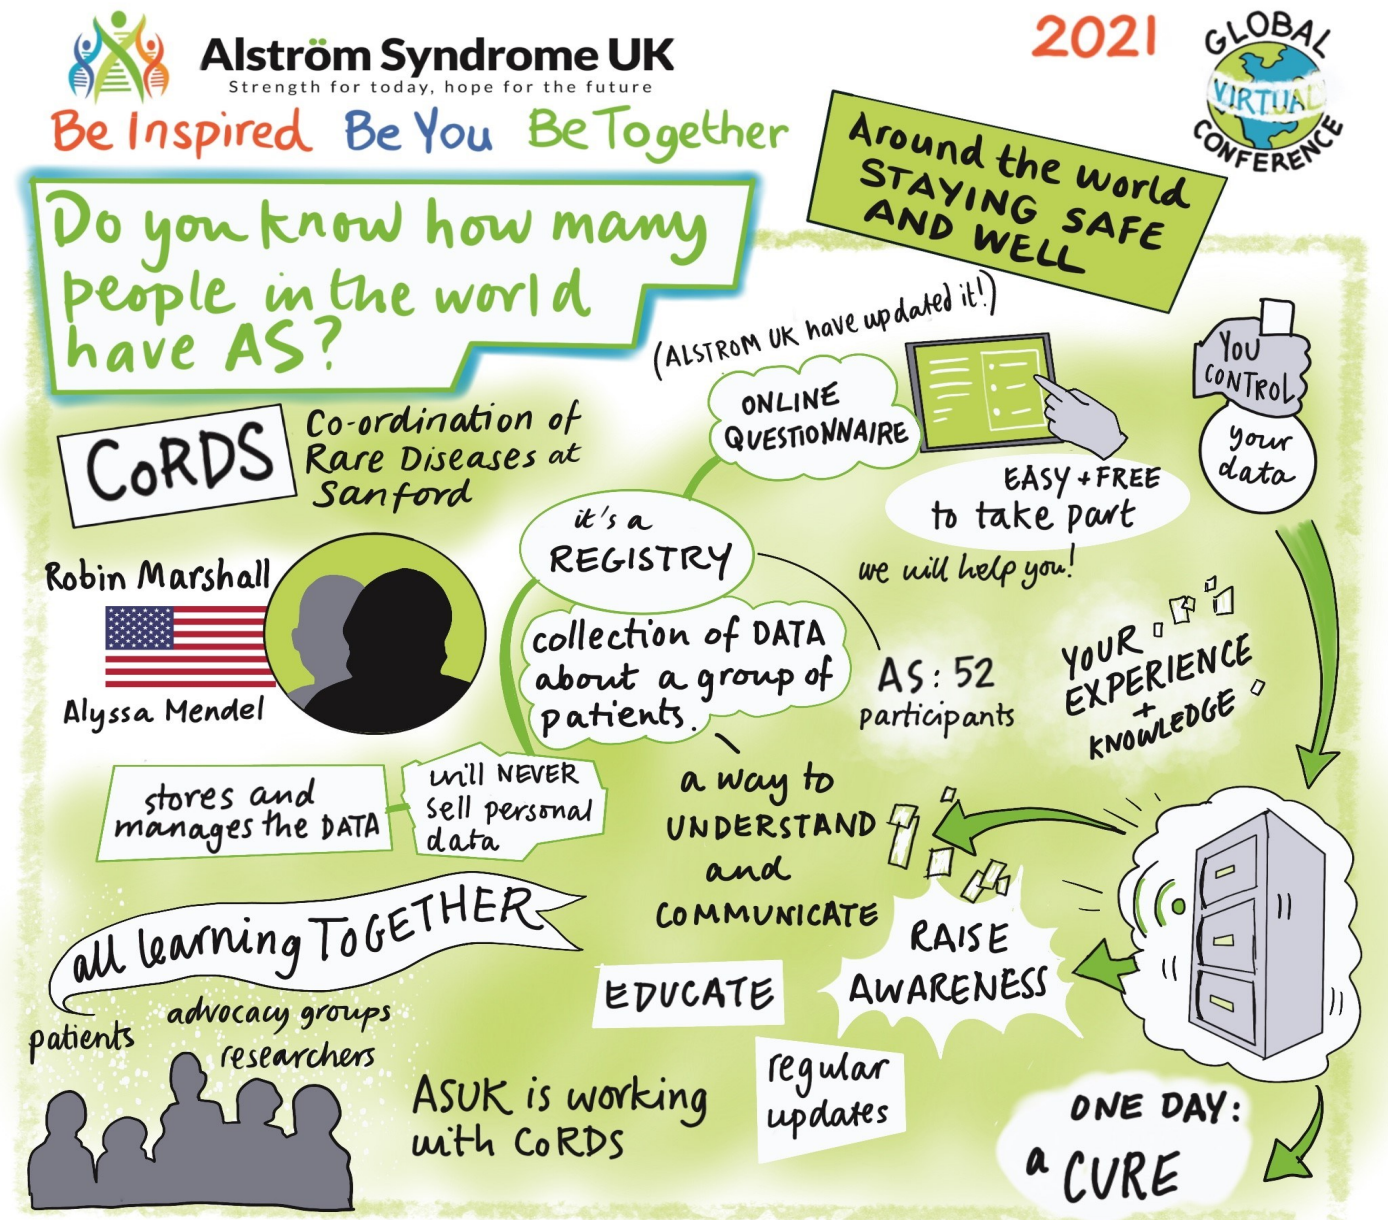 Alström Syndrome UK
Strength for today, hope for the future
Be Inspired Be You Be Together
2021
GLOBAL
VIRTUAL
CONFERENCE
Around the world
STAYING SAFE
AND WELL
Do you know how many
people in the world
have AS?
CoRDS
Co-ordination of
Rare Diseases at
Sanford
Robin Marshall
Alyssa Mendel
(ALSTROM UK have updated it!)
ONLINE
QUESTIONNAIRE
EASY + FREE
to take part
we will help you!
YOU
CONTROL
your
data
it's a
REGISTRY
collection of DATA
about a group of
patients.
AS: 52
participants
YOUR
EXPERIENCE
+
KNOWLEDGE
stores and
manages the DATA
will NEVER
sell personal
data
a way to
UNDERSTAND
and
COMMUNICATE
all learning TOGETHER
patients
advocacy groups
researchers
EDUCATE
RAISE
AWARENESS
regular
updates
ASUK is working
with CoRDS
ONE DAY:
a CURE